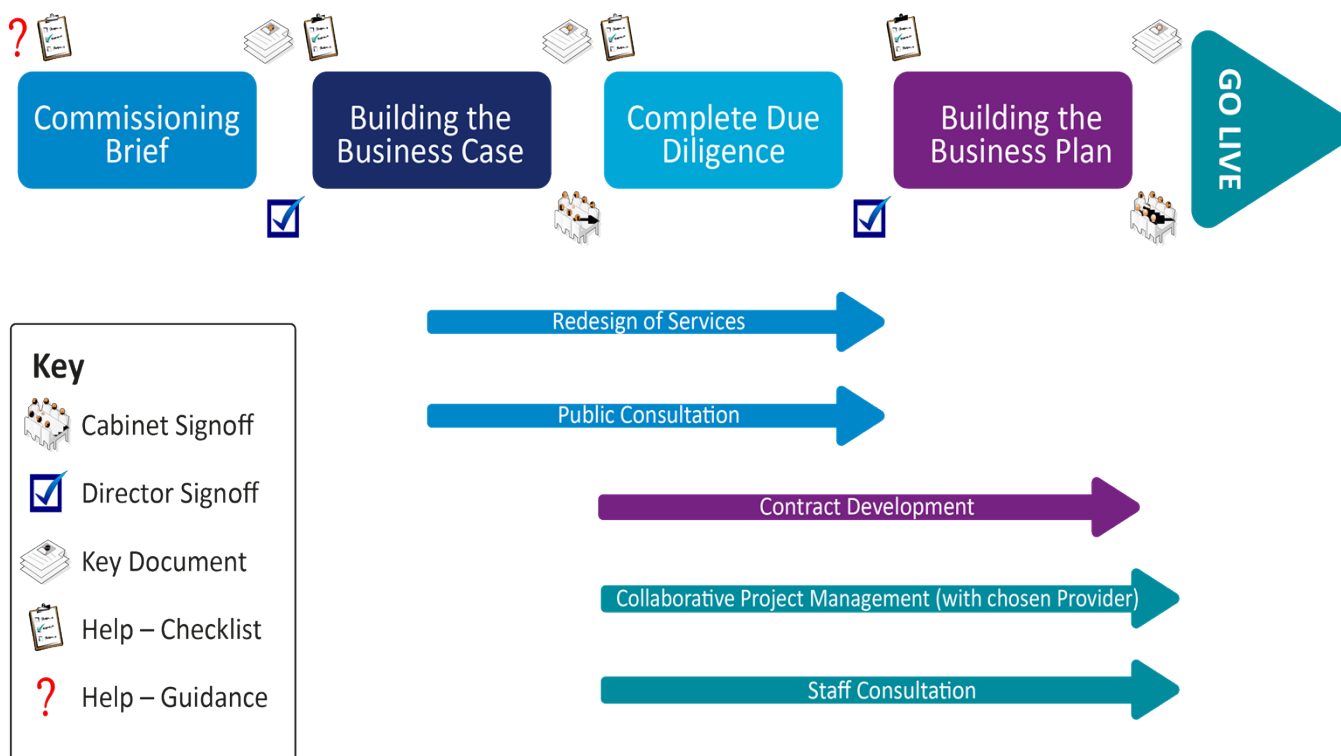 Commissioning
Brief
Building the
Business Case
Complete Due
Diligence
Building the
Business Plan
GO LIVE
Redesign of Services
Public Consultation
Contract Development
Collaborative Project Management (with chosen Provider)
Staff Consultation
Key
Cabinet Signoff
Director Signoff
Key Document
Help – Checklist
Help – Guidance